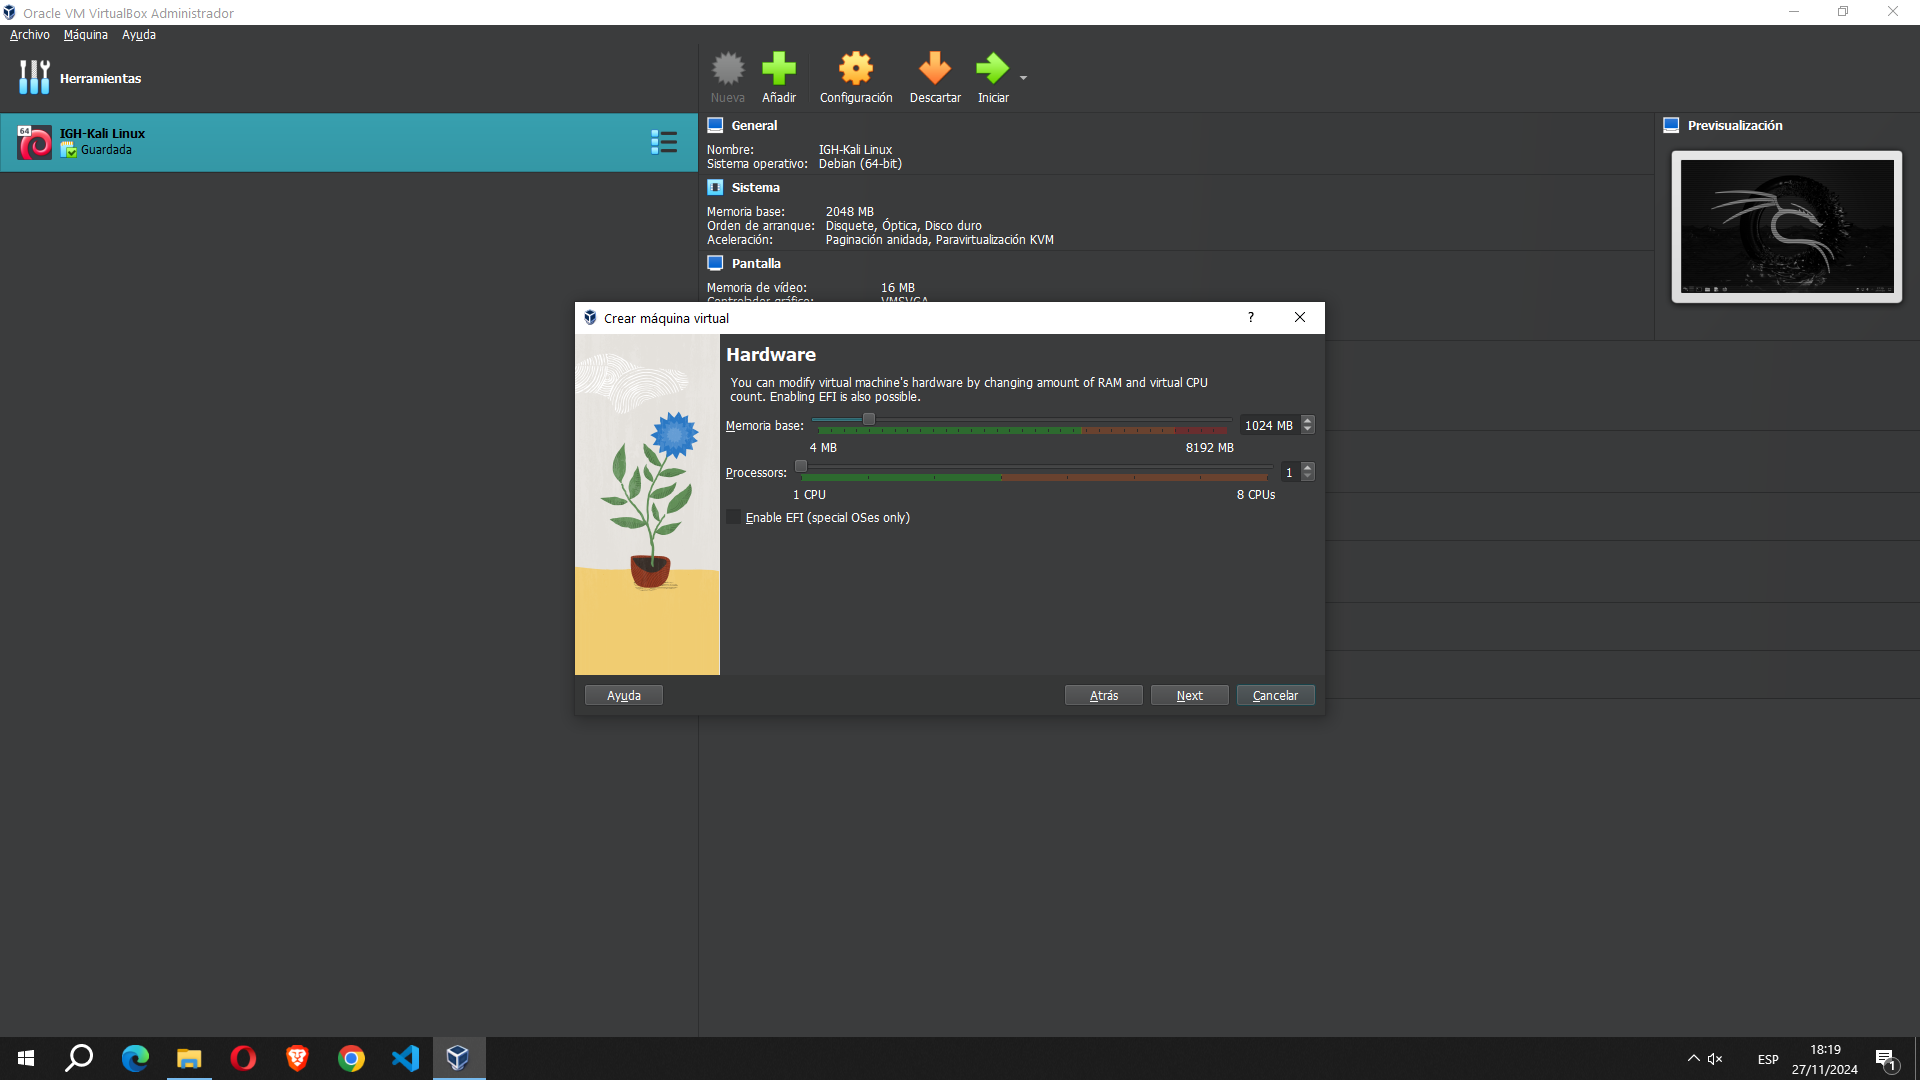 Oracle VM VirtualBox Administrador
Archivo Máquina Ayuda
Herramientas
Nueva Añadir Configuración Descartar Iniciar
64
IGH-Kali Linux
Guardada
General
Nombre: IGH-Kali Linux
Sistema operativo: Debian (64-bit)
Sistema
Memoria base: 2048 MB
Orden de arranque: Disquete, Óptica, Disco duro
Aceleración: Paginación anidada, Paravirtualización KVM
Pantalla
Memoria de vídeo: 16 MB
Controlador gráfico: VMSVGA
Previsualización
Crear máquina virtual ?
Hardware
You can modify virtual machine's hardware by changing amount of RAM and virtual CPU
count. Enabling EFI is also possible.
Memoria base: 1024 MB
4 MB 8192 MB
Processors: 1
1 CPU 8 CPUs
Enable EFI (special OSes only)
Ayuda Atrás Next Cancelar
ESP
18:19
27/11/2024
1